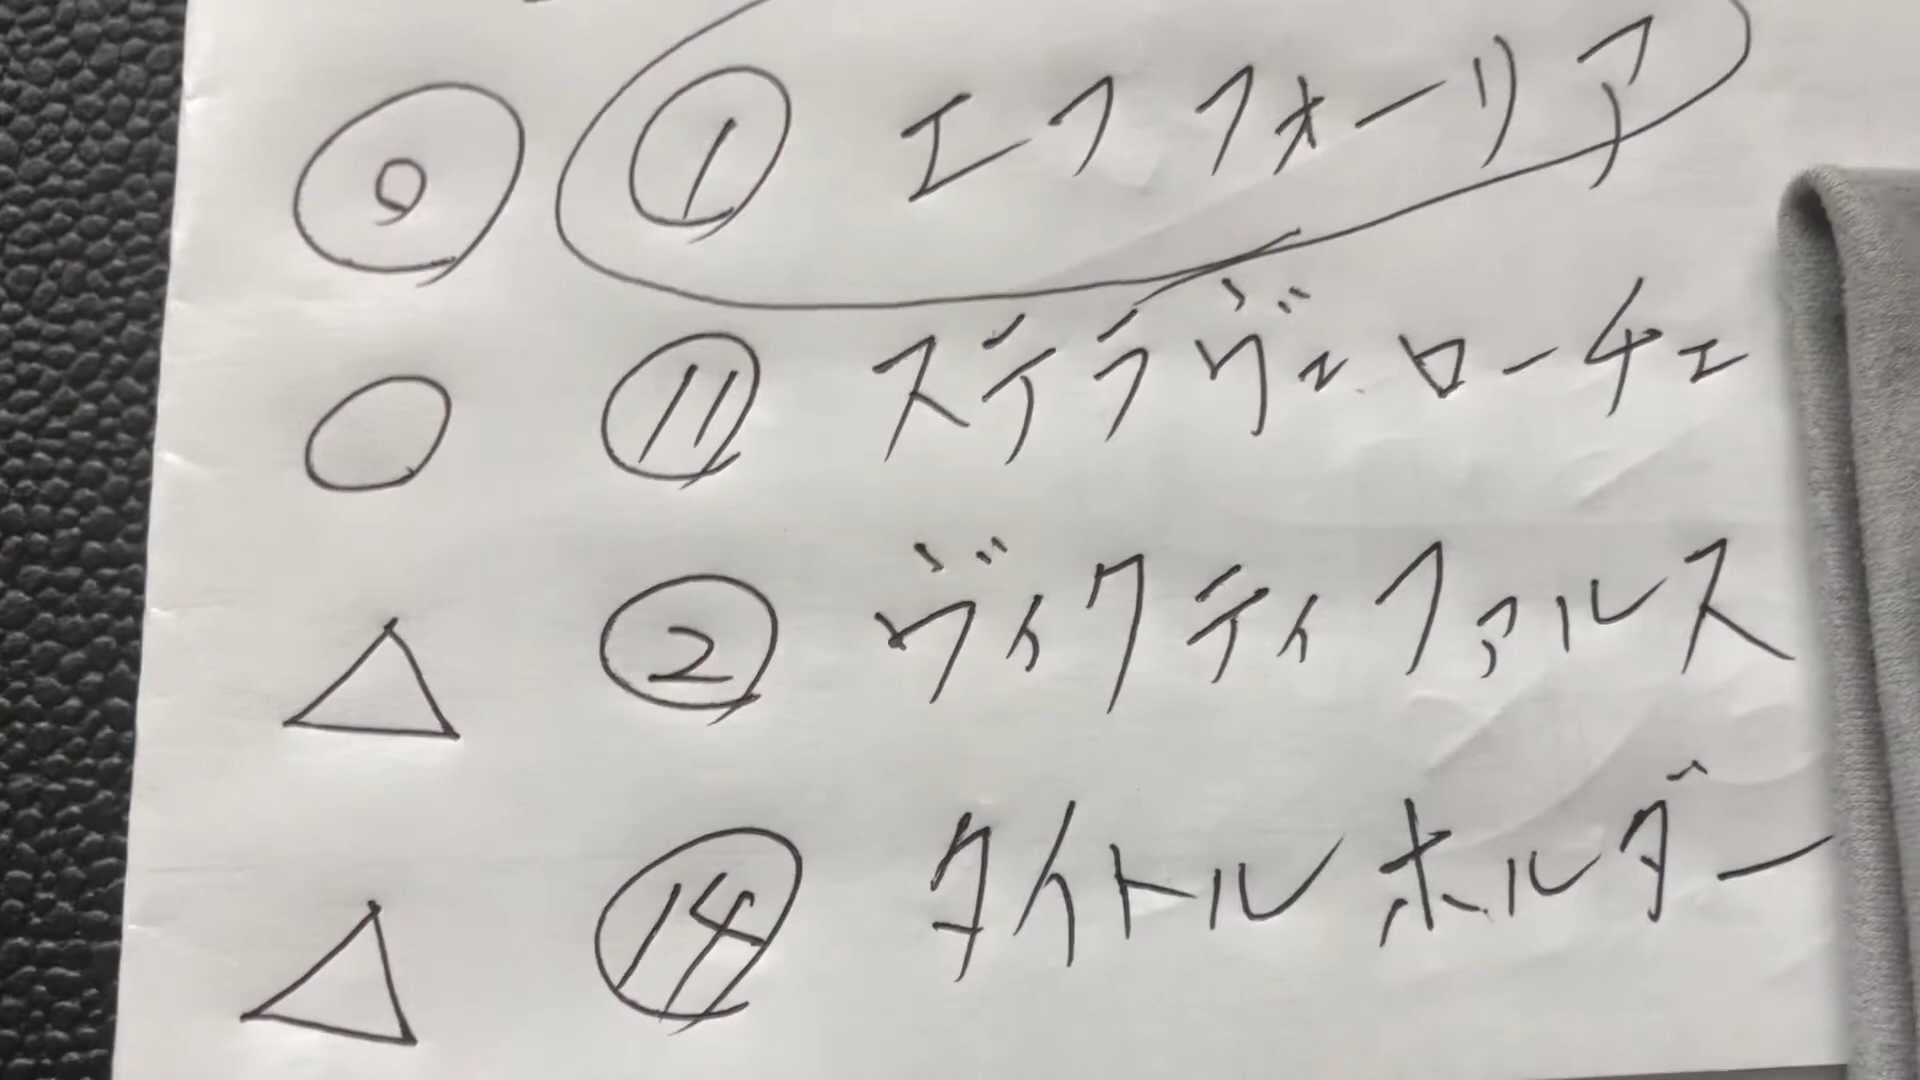 ◎ ① エフフォーリア
○ ⑪ ステラヴェローチェ
△ ② ヴィクティファルス
△ ⑭ タイトルホルダー